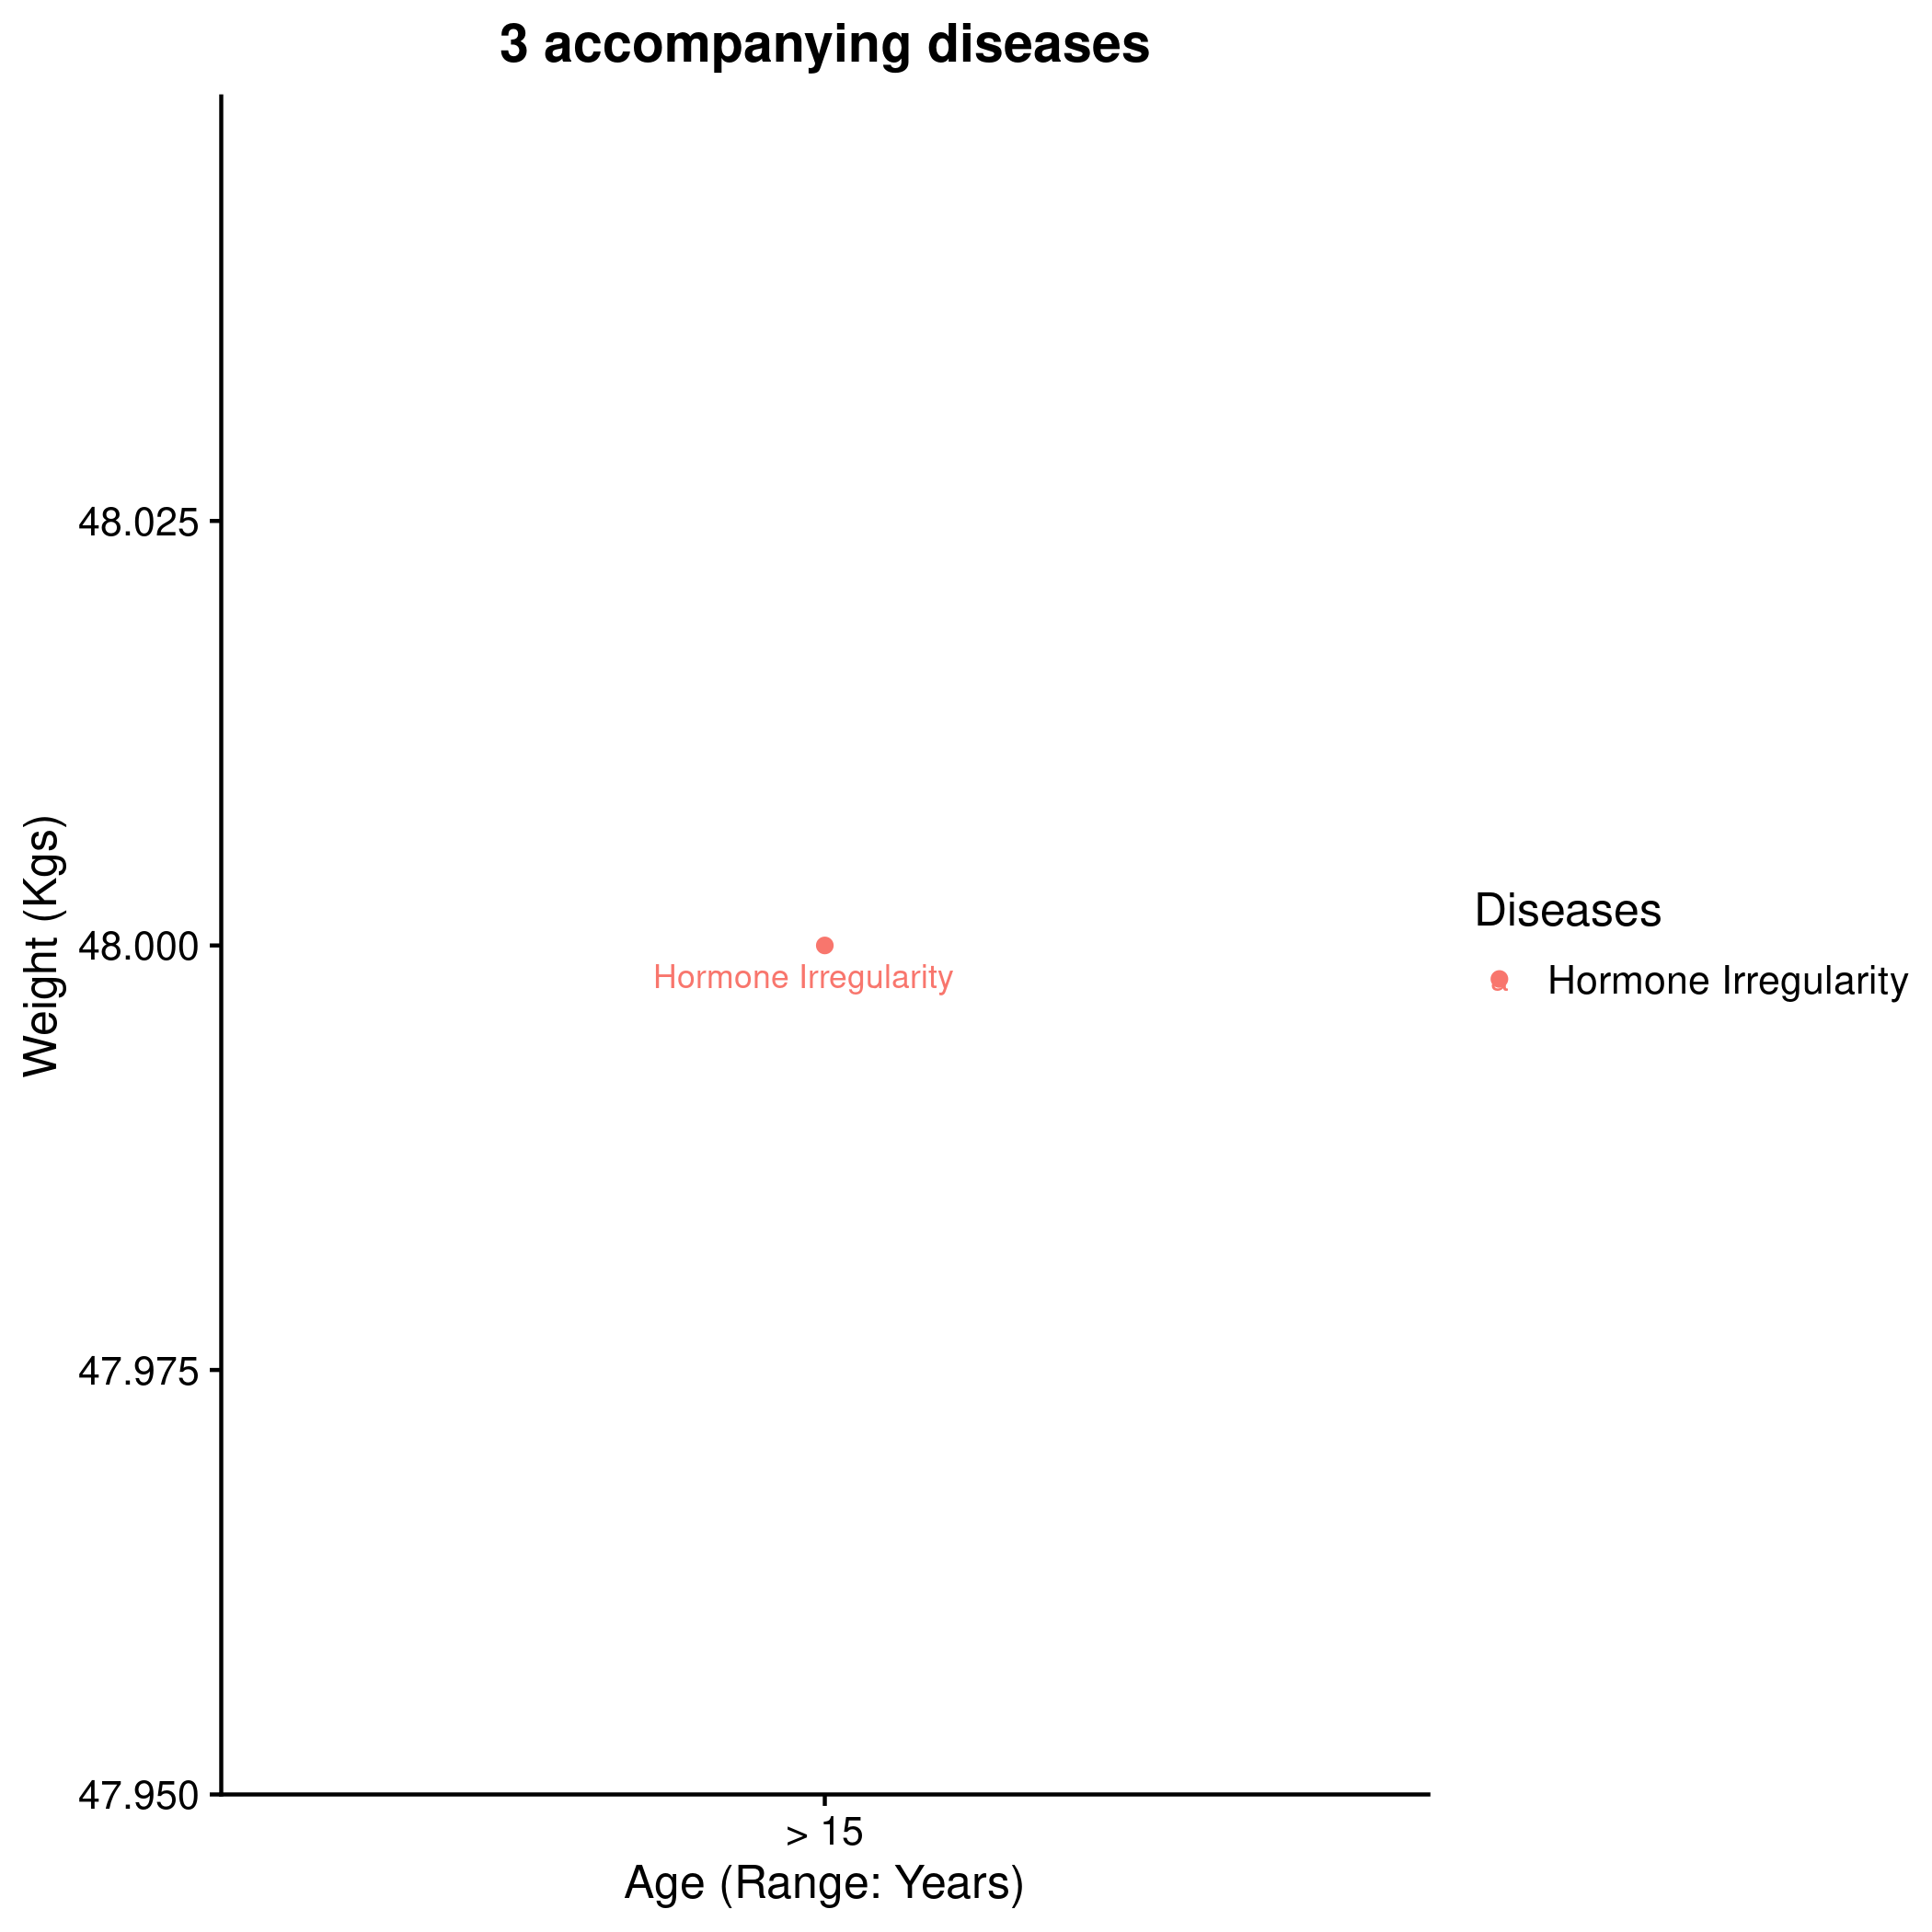 3 accompanying diseases
Weight (Kgs)
48.025
48.000
47.975
47.950
Hormone Irregularity
> 15
Age (Range: Years)
Diseases
a Hormone Irregularity